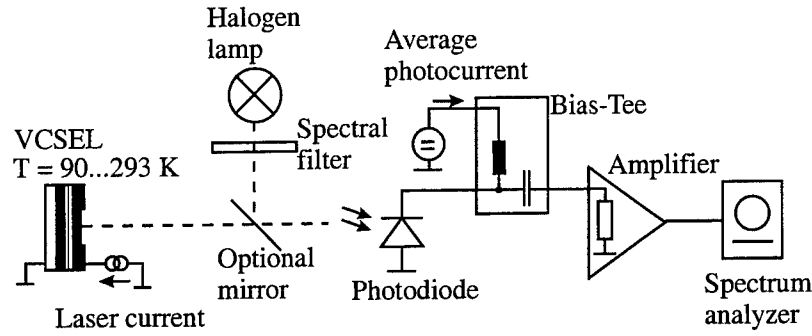 Halogen
lamp
Average
photocurrent
Bias-Tee
Spectral
filter
VCSEL
T = 90...293 K
Amplifier
Optional
mirror
Photodiode
Laser current
Spectrum
analyzer